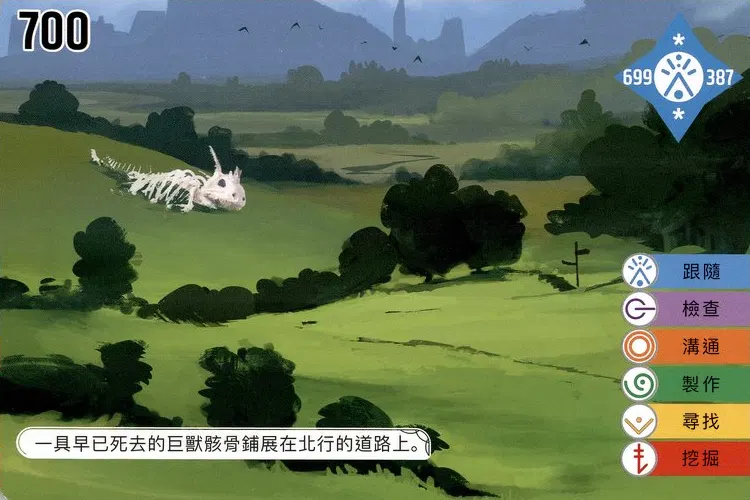 700
*
699 387
*
跟隨
檢查
溝通
製作
尋找
挖掘
一具早已死去的巨獸骸骨鋪展在北行的道路上。